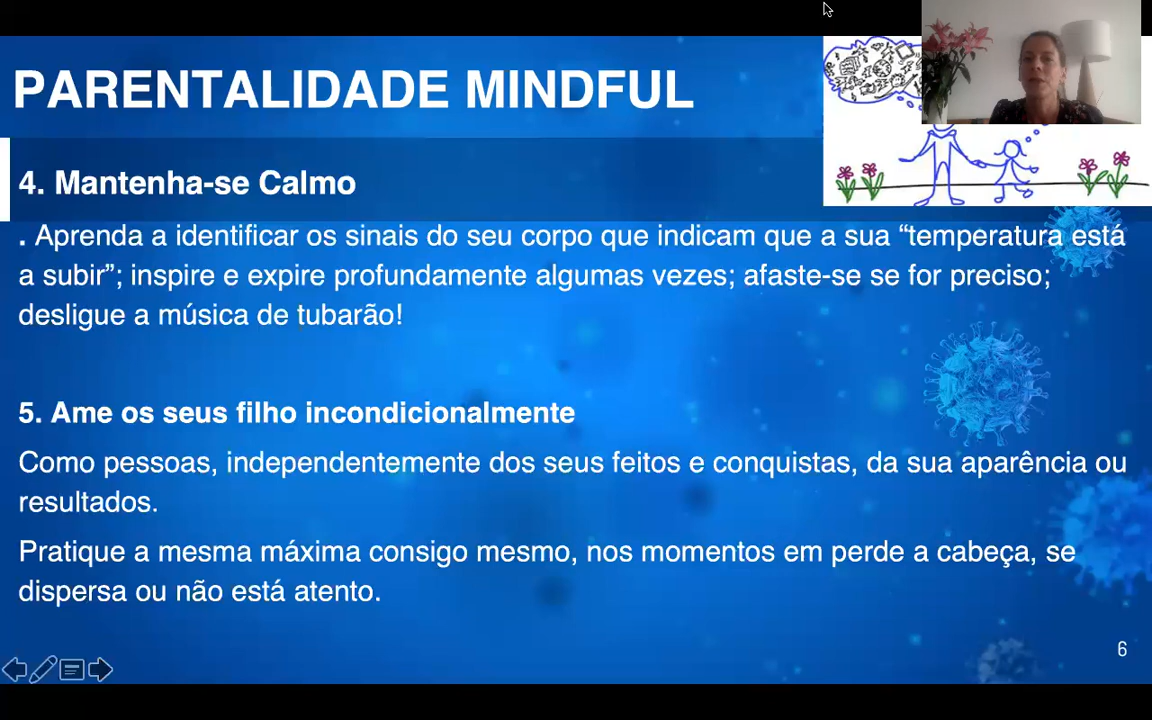 PARENTALIDADE MINDFUL
4. Mantenha-se Calmo
. Aprenda a identificar os sinais do seu corpo que indicam que a sua “temperatura está
a subir”; inspire e expire profundamente algumas vezes; afaste-se se for preciso;
desligue a música de tubarão!
5. Ame os seus filho incondicionalmente
Como pessoas, independentemente dos seus feitos e conquistas, da sua aparência ou
resultados.
Pratique a mesma máxima consigo mesmo, nos momentos em perde a cabeça, se
dispersa ou não está atento.
6